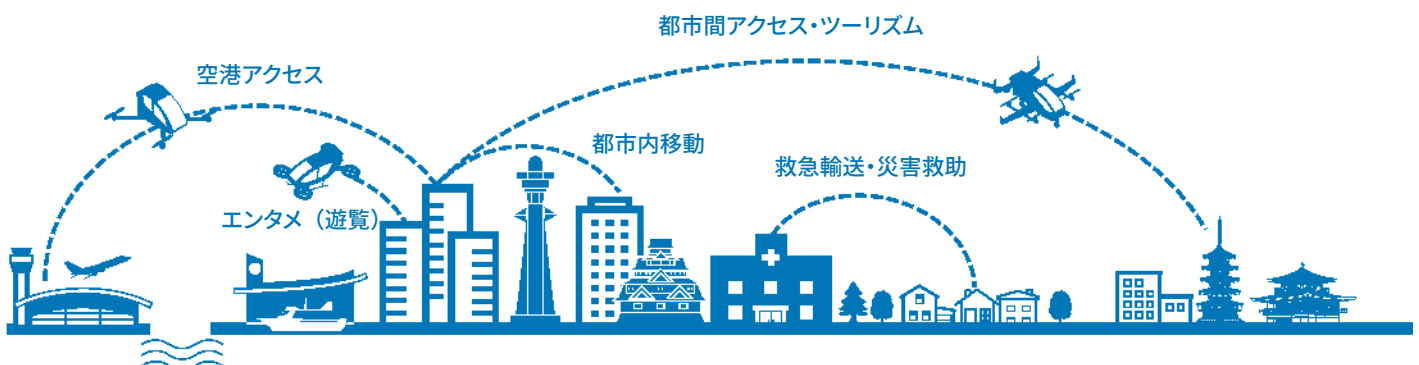 都市間アクセス・ツーリズム
空港アクセス
都市内移動
救急輸送・災害救助
エンタメ（遊覧）